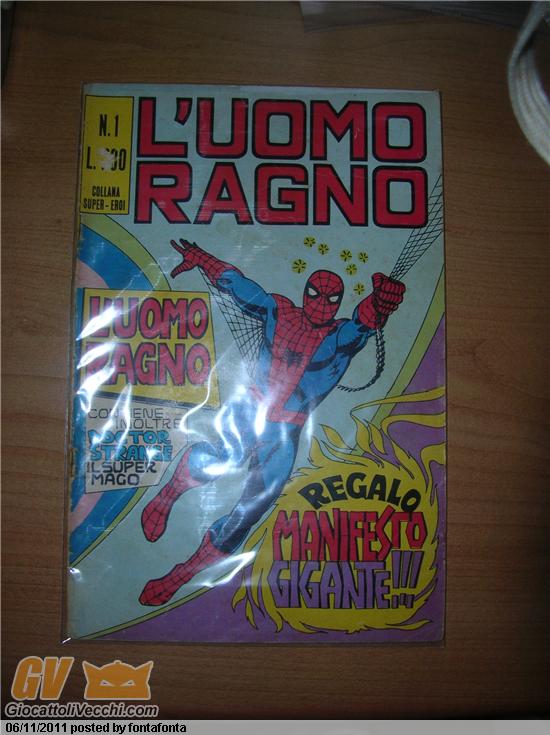 N.1
L.
COLLANA
SUPER-EROI
L'UOMO
RAGNO
L'UOMO
RAGNO
CONTIENE
INOLTRE
DOCTOR
STRANGE
IL SUPER
MAGO
REGALO
MANIFESTO
GIGANTE!!!
GV
GiocattoliVecchi.com
06/11/2011 posted by fontafonta